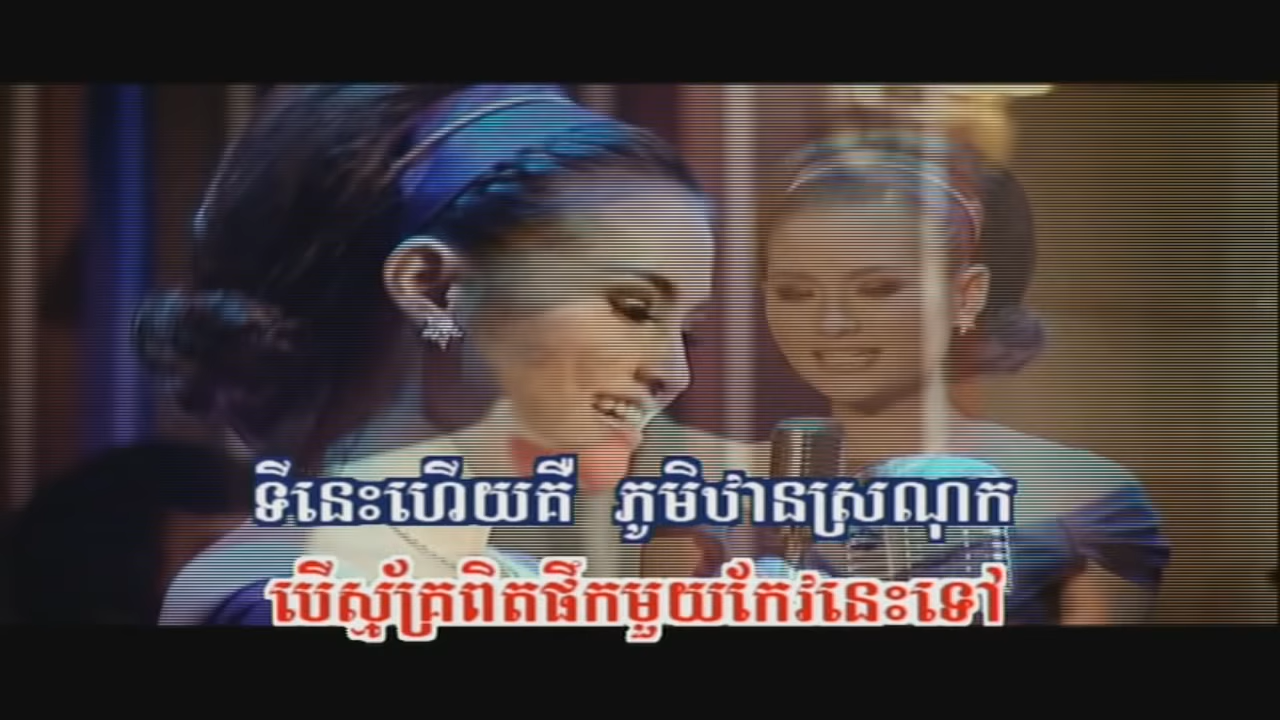 ទីនេះហើយគឺ ភូមិឋានស្រណុក
បើស្ម័គ្រពិតផឹកមួយកែវនេះទៅ